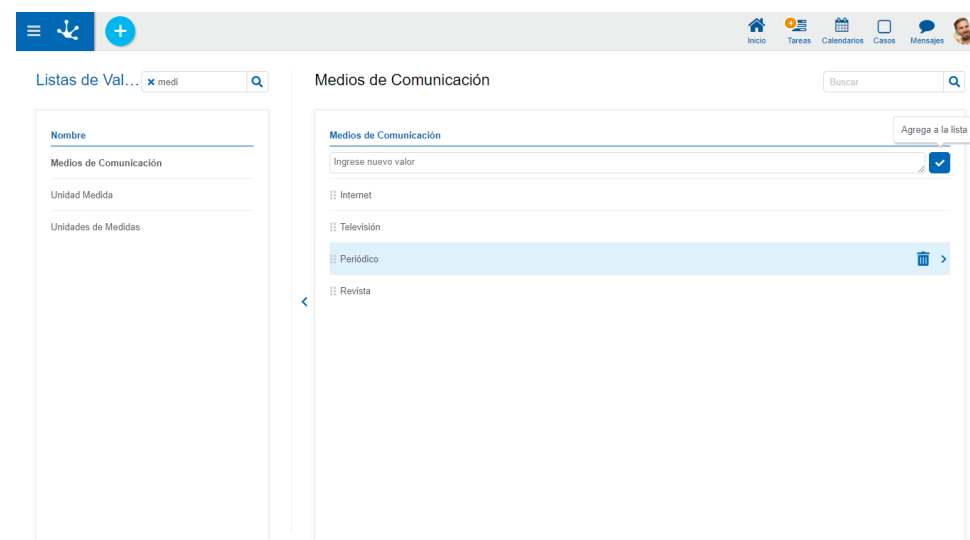 4
Inicio
Tareas
Calendarios
Casos
Mensajes
Listas de Val...
medi
Medios de Comunicación
Buscar
Agrega a la lista
Nombre
Medios de Comunicación
Unidad Medida
Unidades de Medidas
Medios de Comunicación
Ingrese nuevo valor
Internet
Televisión
Periódico
Revista